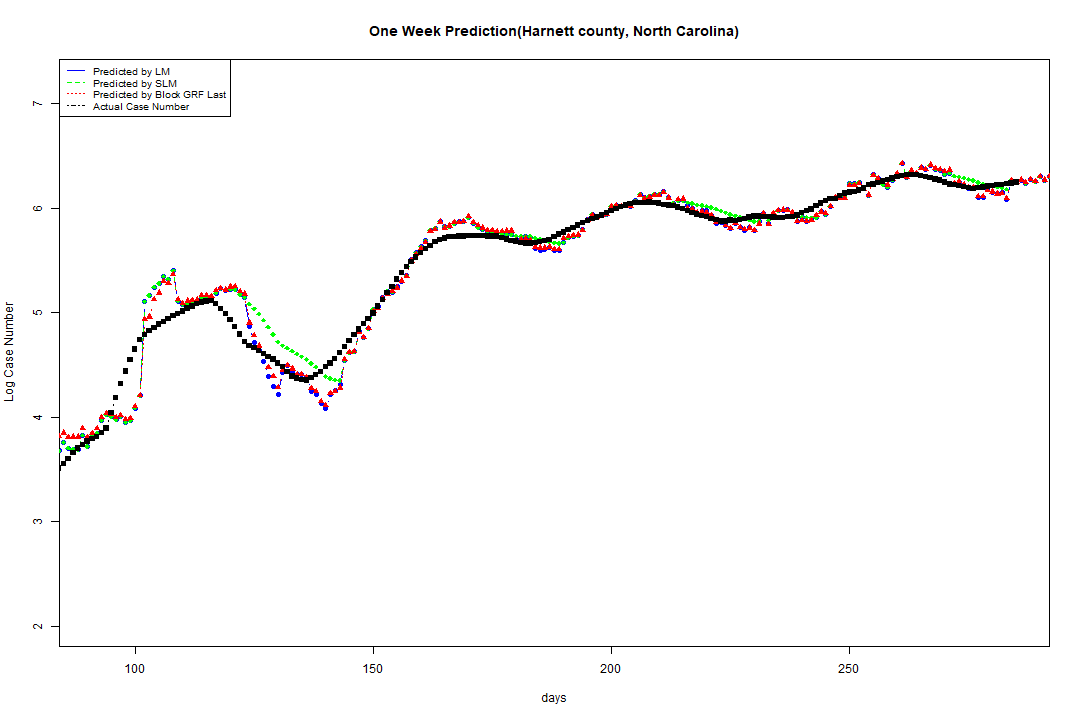 One Week Prediction(Harnett county, North Carolina)
Predicted by LM
Predicted by SLM
Predicted by Block GRF Last
Actual Case Number
7
6
5
4
3
2
Log Case Number
100 150 200 250
days